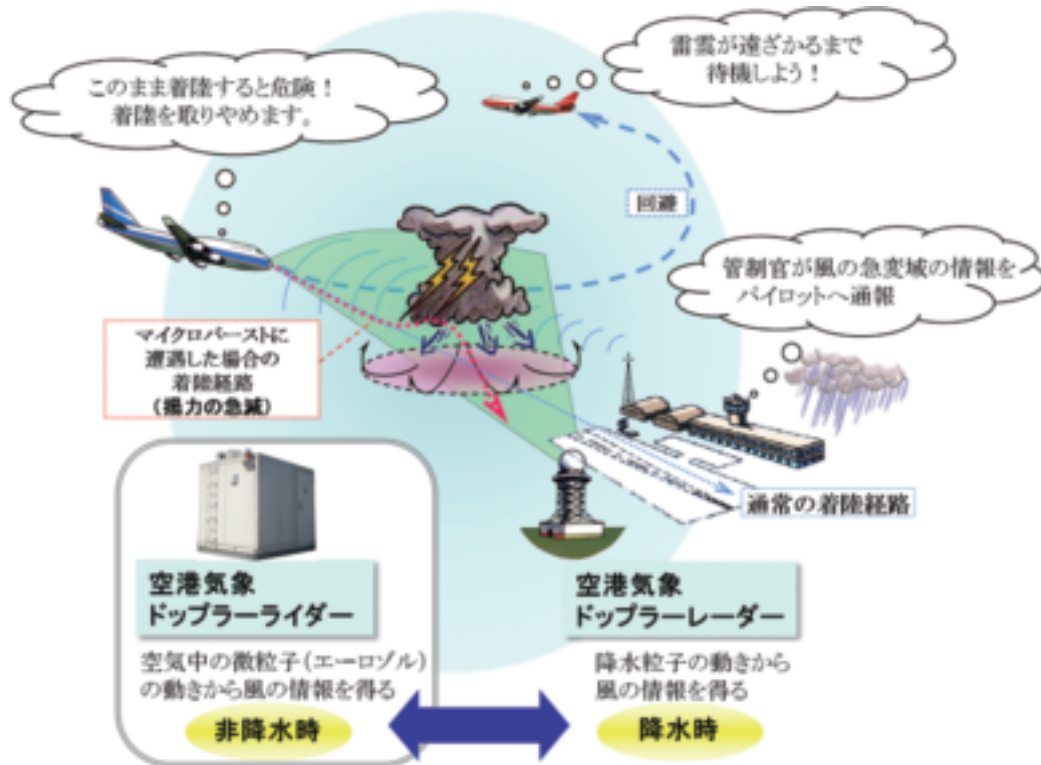 雷雲が遠ざかるまで
待機しよう！
このまま着陸すると危険！
着陸を取りやめます。
回避
管制官が風の急変域の情報を
パイロットへ通報
マイクロバーストに
遭遇した場合の
着陸経路
(揚力の急減)
通常の着陸経路
空港気象
ドップラーライダー
空気中の微粒子(エーロゾル)
の動きから風の情報を得る
非降水時
空港気象
ドップラーレーダー
降水粒子の動きから
風の情報を得る
降水時